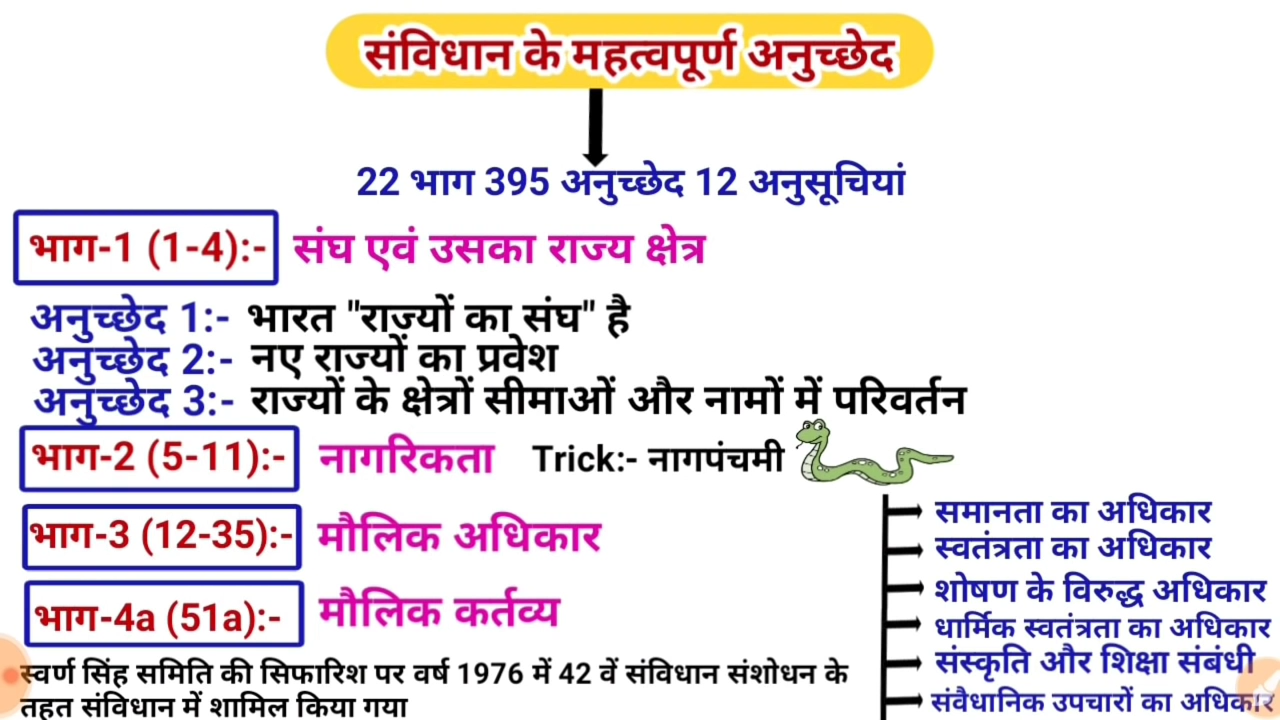 संविधान के महत्वपूर्ण अनुच्छेद
22 भाग 395 अनुच्छेद 12 अनुसूचियां
भाग-1 (1-4):- संघ एवं उसका राज्य क्षेत्र
अनुच्छेद 1:- भारत "राज्यों का संघ" है
अनुच्छेद 2:- नए राज्यों का प्रवेश
अनुच्छेद 3:- राज्यों के क्षेत्रों सीमाओं और नामों में परिवर्तन
भाग-2 (5-11):- नागरिकता Trick:- नागपंचमी
भाग-3 (12-35):- मौलिक अधिकार
समानता का अधिकार
स्वतंत्रता का अधिकार
शोषण के विरुद्ध अधिकार
धार्मिक स्वतंत्रता का अधिकार
संस्कृति और शिक्षा संबंधी
संवैधानिक उपचारों का अधिकार
भाग-4a (51a):- मौलिक कर्तव्य
स्वर्ण सिंह समिति की सिफारिश पर वर्ष 1976 में 42 वें संविधान संशोधन के
तहत संविधान में शामिल किया गया